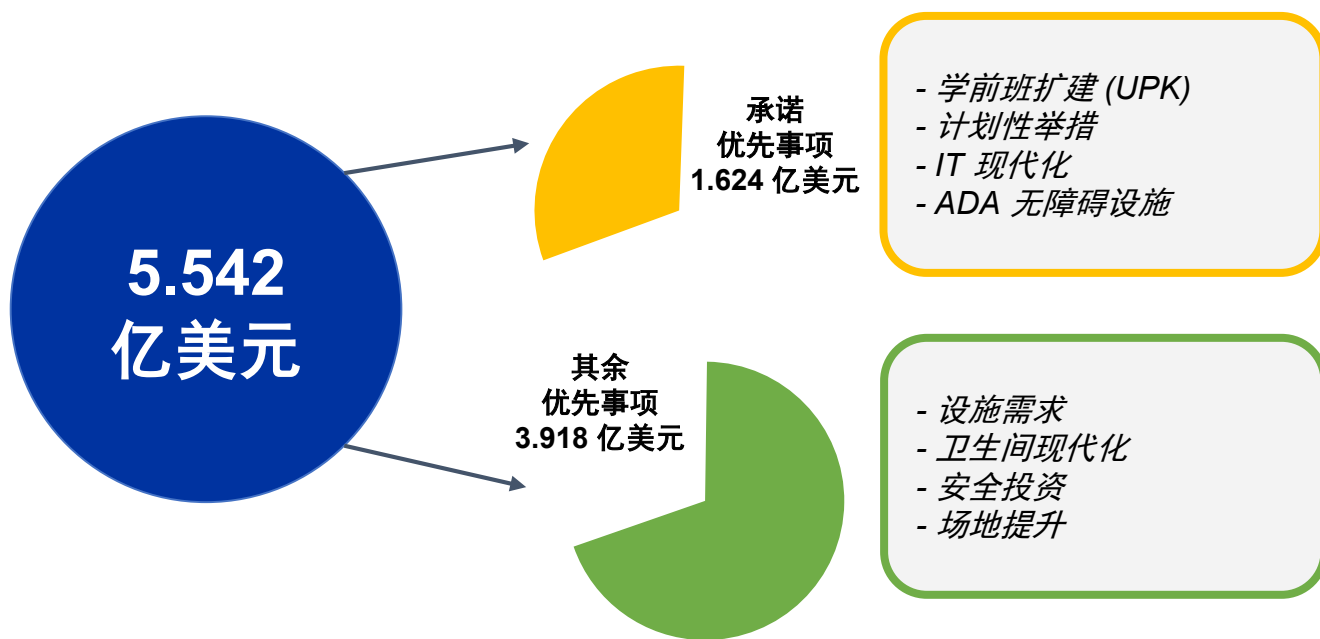 5.542
亿美元
承诺
优先事项
1.624 亿美元
- 学前班扩建 (UPK)
- 计划性举措
- IT 现代化
- ADA 无障碍设施
其余
优先事项
3.918 亿美元
- 设施需求
- 卫生间现代化
- 安全投资
- 场地提升